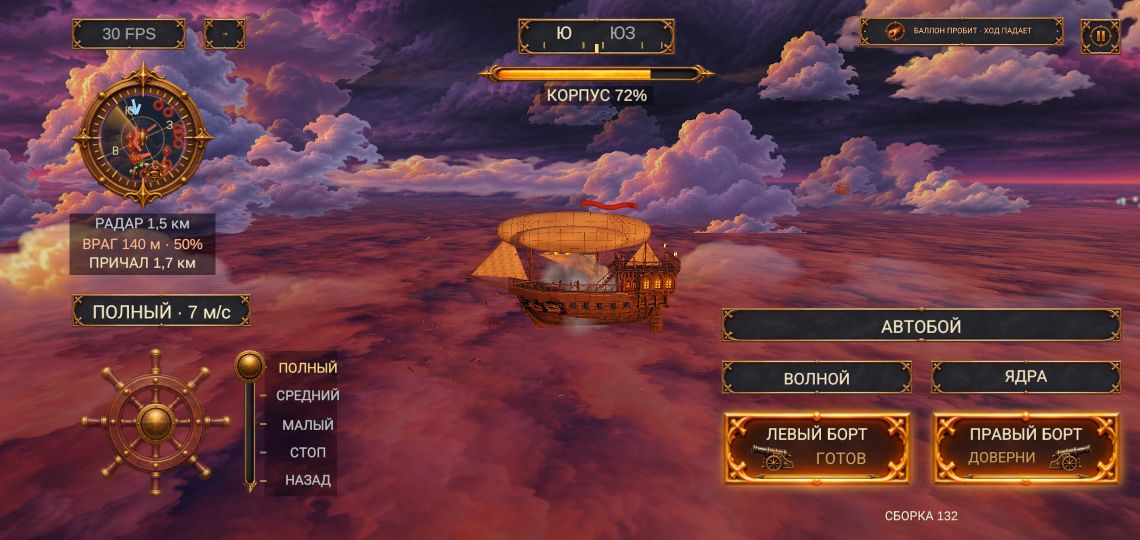 30 FPS
Ю ЮЗ
БАЛЛОН ПРОБИТ · ХОД ПАДАЕТ
КОРПУС 72%
З
В
РАДАР 1,5 км
ВРАГ 140 м · 50%
ПРИЧАЛ 1,7 км
ПОЛНЫЙ · 7 м/с
ПОЛНЫЙ
СРЕДНИЙ
МАЛЫЙ
СТОП
НАЗАД
АВТОБОЙ
ВОЛНОЙ
ЯДРА
ЛЕВЫЙ БОРТ
ГОТОВ
ПРАВЫЙ БОРТ
ДОВЕРНИ
СБОРКА 132